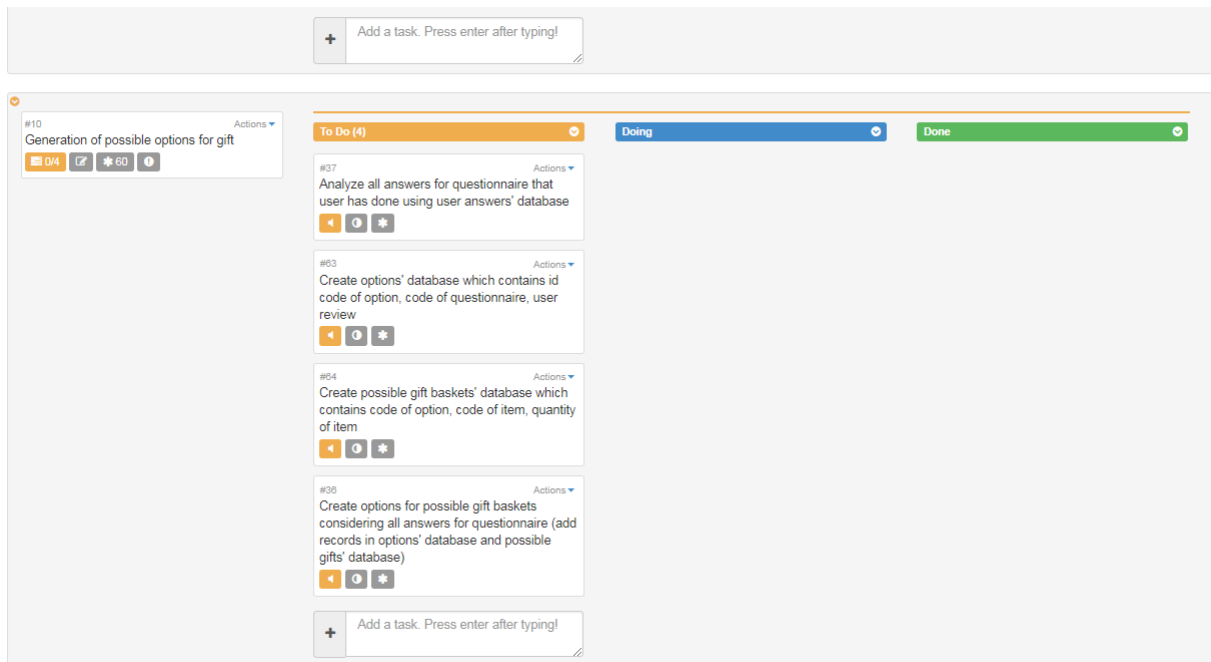 Add a task. Press enter after typing!
#10 Actions
Generation of possible options for gift
0/4 60
To Do (4)
Doing
Done
#37 Actions
Analyze all answers for questionnaire that
user has done using user answers' database
#63 Actions
Create options' database which contains id
code of option, code of questionnaire, user
review
#64 Actions
Create possible gift baskets' database which
contains code of option, code of item, quantity
of item
#36 Actions
Create options for possible gift baskets
considering all answers for questionnaire (add
records in options' database and possible
gifts' database)
Add a task. Press enter after typing!